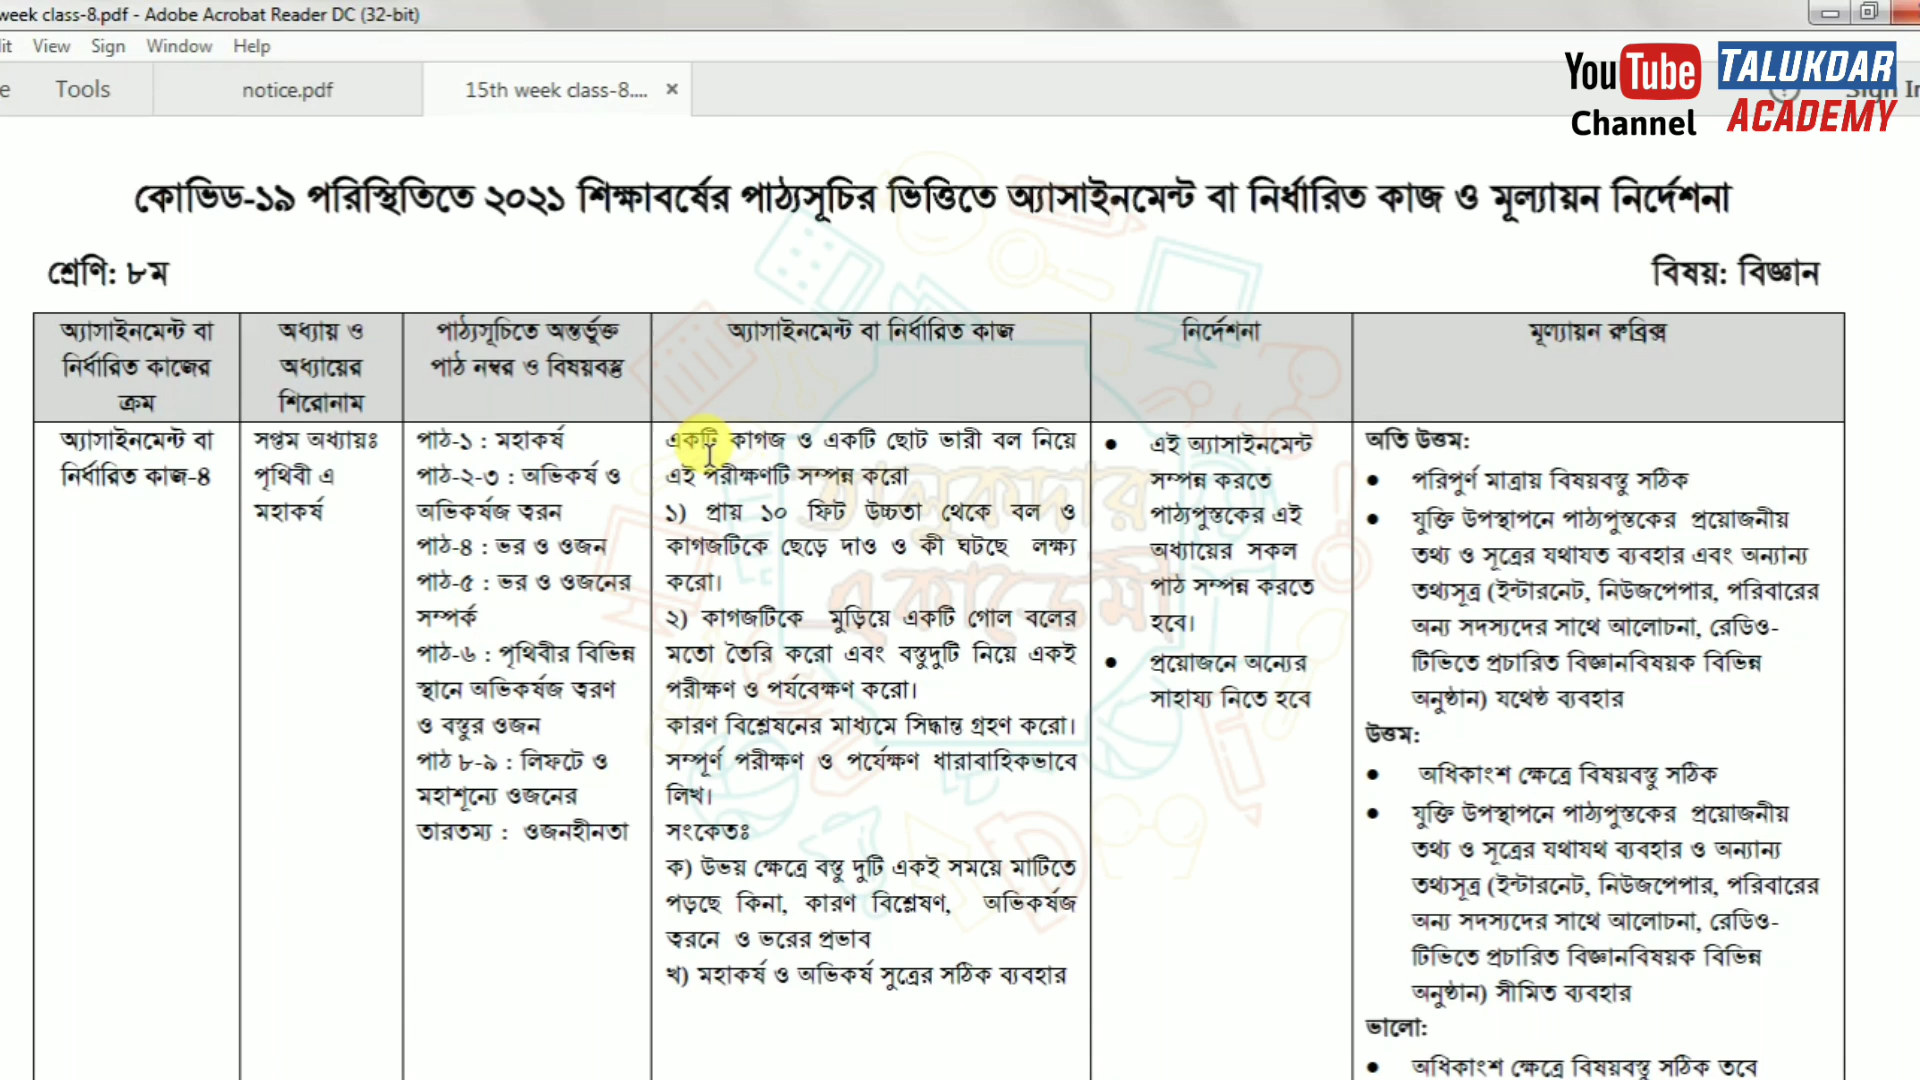 week class-8.pdf - Adobe Acrobat Reader DC (32-bit)
it View Sign Window Help
e Tools notice.pdf 15th week class-8.... × Sign In
YouTube TALUKDAR
Channel ACADEMY
কোভিড-১৯ পরিস্থিতিতে ২০২১ শিক্ষাবর্ষের পাঠ্যসূচির ভিত্তিতে অ্যাসাইনমেন্ট বা নির্ধারিত কাজ ও মূল্যায়ন নির্দেশনা
শ্রেণি: ৮ম
বিষয়: বিজ্ঞান
অ্যাসাইনমেন্ট বা
নির্ধারিত কাজের
ক্রম
অধ্যায় ও
অধ্যায়ের
শিরোনাম
পাঠ্যসূচিতে অন্তর্ভুক্ত
পাঠ নম্বর ও বিষয়বস্তু
অ্যাসাইনমেন্ট বা নির্ধারিত কাজ
নির্দেশনা
মূল্যায়ন রুব্রিক্স
অ্যাসাইনমেন্ট বা
নির্ধারিত কাজ-৪
সপ্তম অধ্যায়ঃ
পৃথিবী এ
মহাকর্ষ
পাঠ-১ : মহাকর্ষ
পাঠ-২-৩ : অভিকর্ষ ও
অভিকর্ষজ ত্বরন
পাঠ-৪ : ভর ও ওজন
পাঠ-৫ : ভর ও ওজনের
সম্পর্ক
পাঠ-৬ : পৃথিবীর বিভিন্ন
স্থানে অভিকর্ষজ ত্বরণ
ও বস্তুর ওজন
পাঠ ৮-৯ : লিফটে ও
মহাশূন্যে ওজনের
তারতম্য : ওজনহীনতা
একটি কাগজ ও একটি ছোট ভারী বল নিয়ে
এই পরীক্ষণটি সম্পন্ন করো
১) প্রায় ১০ ফিট উচ্চতা থেকে বল ও
কাগজটিকে ছেড়ে দাও ও কী ঘটছে লক্ষ্য
করো।
২) কাগজটিকে মুড়িয়ে একটি গোল বলের
মতো তৈরি করো এবং বস্তুদুটি নিয়ে একই
পরীক্ষণ ও পর্যবেক্ষণ করো।
কারণ বিশ্লেষনের মাধ্যমে সিদ্ধান্ত গ্রহণ করো।
সম্পূর্ণ পরীক্ষণ ও পর্যেক্ষণ ধারাবাহিকভাবে
লিখ।
সংকেতঃ
ক) উভয় ক্ষেত্রে বস্তু দুটি একই সময়ে মাটিতে
পড়ছে কিনা, কারণ বিশ্লেষণ, অভিকর্ষজ
ত্বরনে ও ভরের প্রভাব
খ) মহাকর্ষ ও অভিকর্ষ সুত্রের সঠিক ব্যবহার
● এই অ্যাসাইনমেন্ট
সম্পন্ন করতে
পাঠ্যপুস্তকের এই
অধ্যায়ের সকল
পাঠ সম্পন্ন করতে
হবে।
● প্রয়োজনে অন্যের
সাহায্য নিতে হবে
অতি উত্তম:
● পরিপুর্ণ মাত্রায় বিষয়বস্তু সঠিক
● যুক্তি উপস্থাপনে পাঠ্যপুস্তকের প্রয়োজনীয়
তথ্য ও সূত্রের যথাযত ব্যবহার এবং অন্যান্য
তথ্যসূত্র (ইন্টারনেট, নিউজপেপার, পরিবারের
অন্য সদস্যদের সাথে আলোচনা, রেডিও-
টিভিতে প্রচারিত বিজ্ঞানবিষয়ক বিভিন্ন
অনুষ্ঠান) যথেষ্ঠ ব্যবহার
উত্তম:
● অধিকাংশ ক্ষেত্রে বিষয়বস্তু সঠিক
● যুক্তি উপস্থাপনে পাঠ্যপুস্তকের প্রয়োজনীয়
তথ্য ও সূত্রের যথাযথ ব্যবহার ও অন্যান্য
তথ্যসূত্র (ইন্টারনেট, নিউজপেপার, পরিবারের
অন্য সদস্যদের সাথে আলোচনা, রেডিও-
টিভিতে প্রচারিত বিজ্ঞানবিষয়ক বিভিন্ন
অনুষ্ঠান) সীমিত ব্যবহার
ভালো:
● অধিকাংশ ক্ষেত্রে বিষয়বস্তু সঠিক তবে
তালুকদার
একাডেমী